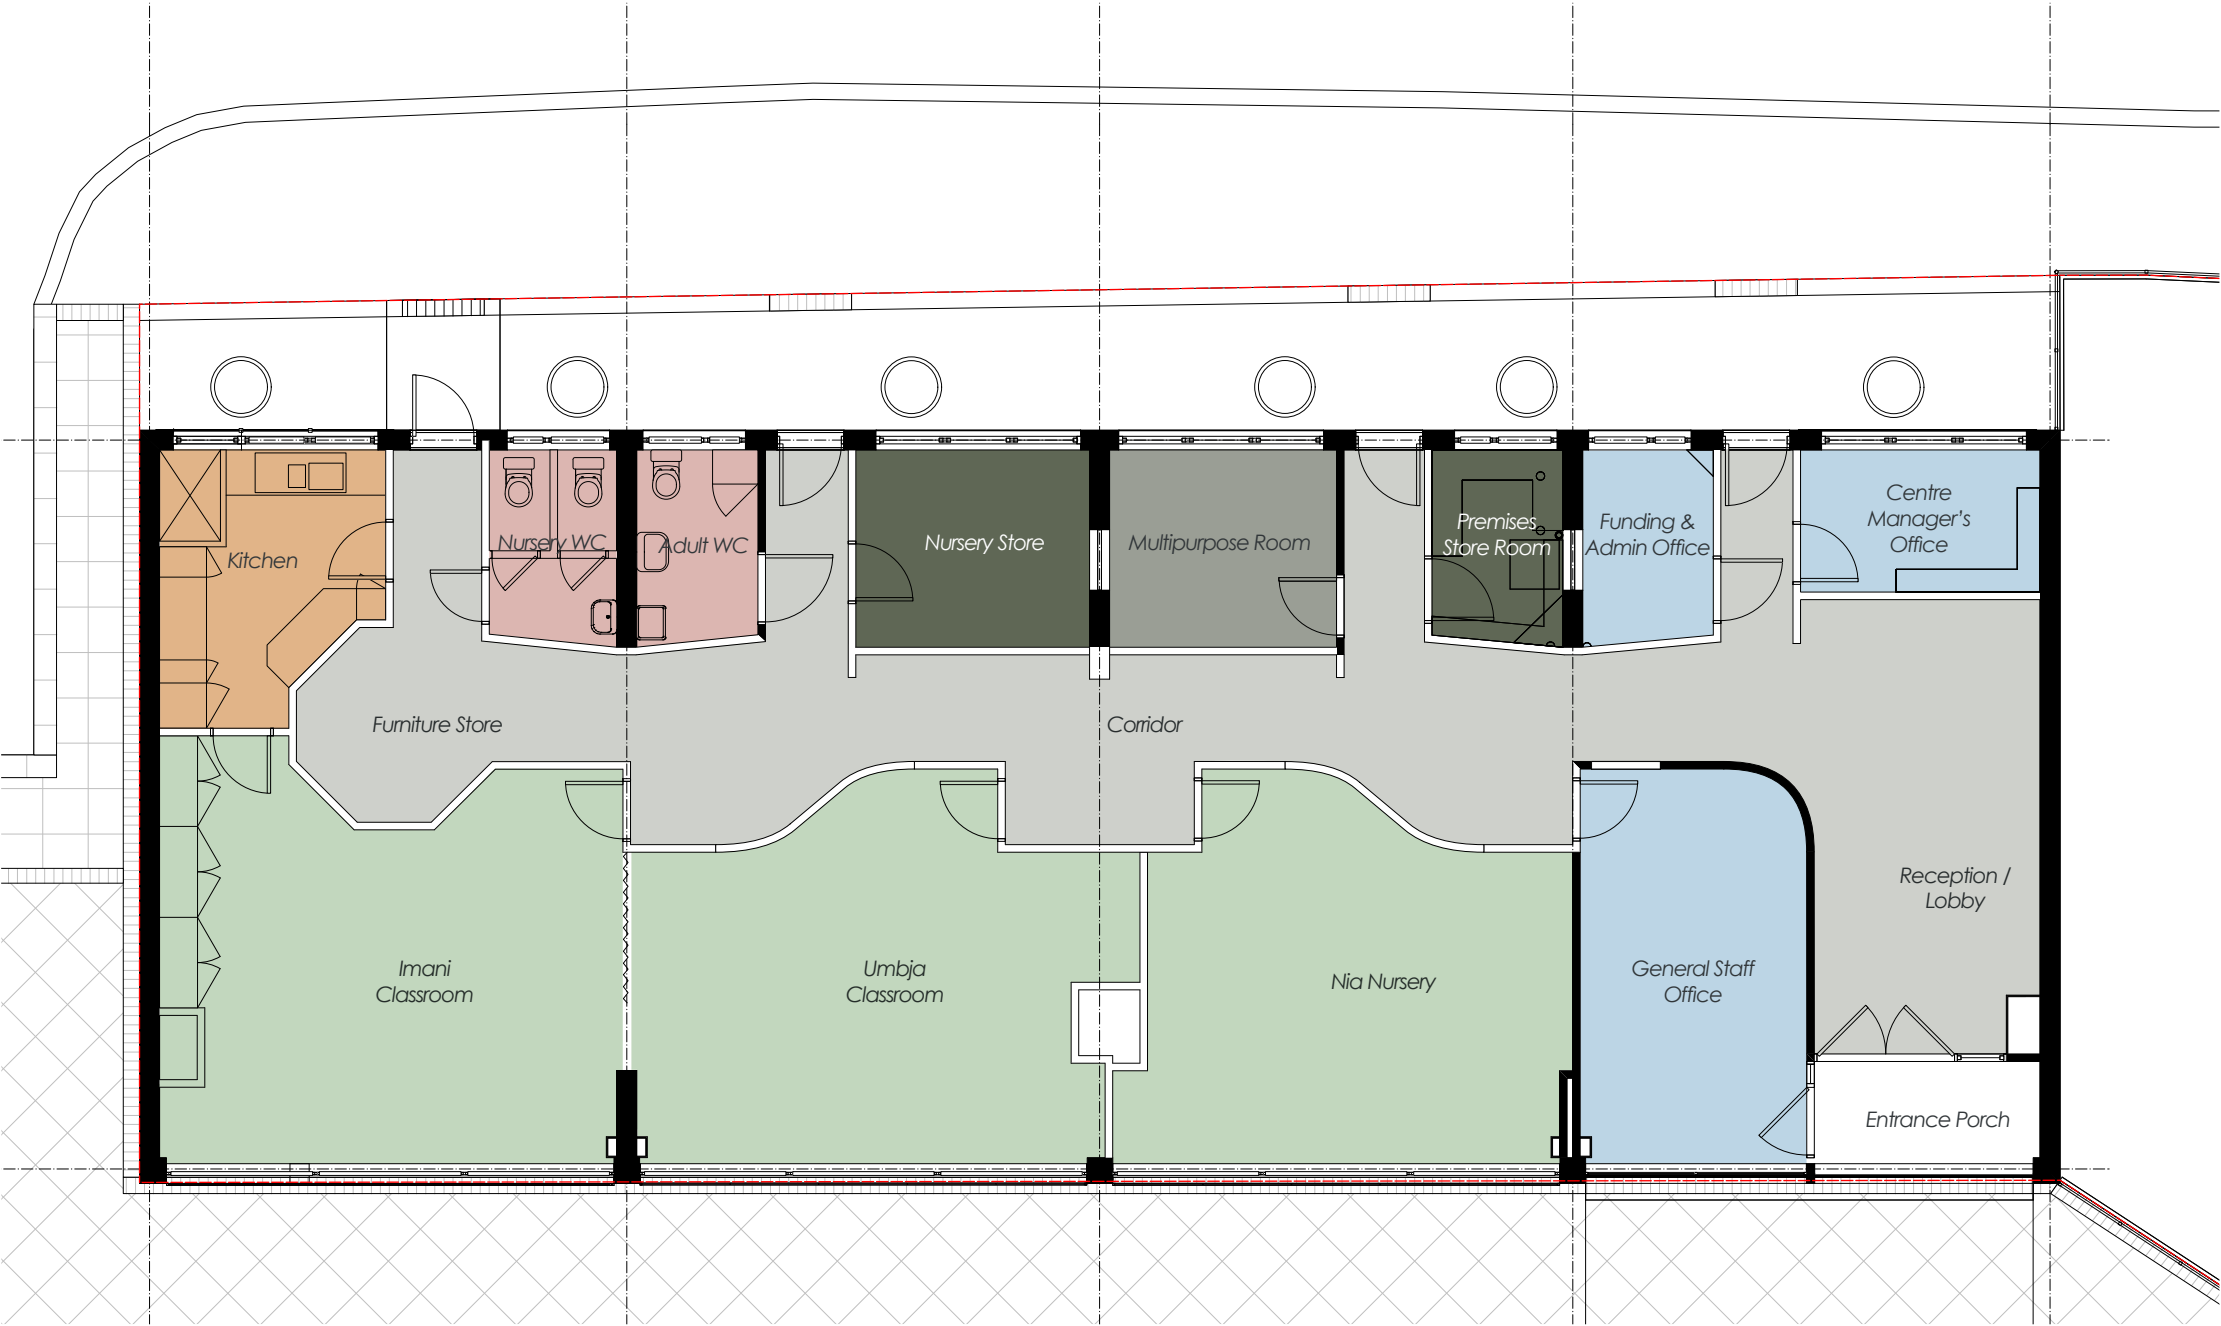 Centre
Manager's
Office
Premises
Store Room
Funding &
Admin Office
Nursery WC
Adult WC
Nursery Store
Multipurpose Room
Kitchen
Furniture Store
Corridor
Reception /
Lobby
Imani
Classroom
Umbja
Classroom
Nia Nursery
General Staff
Office
Entrance Porch